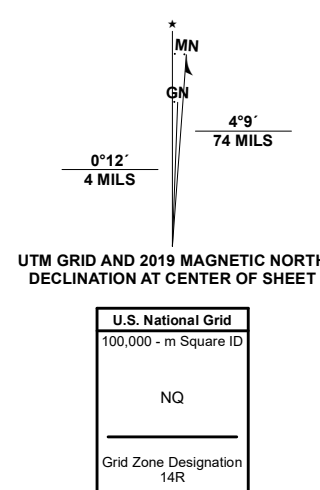 ★
MN
GN
4°9´
74 MILS
0°12´
4 MILS
UTM GRID AND 2019 MAGNETIC NORTH
DECLINATION AT CENTER OF SHEET
U.S. National Grid
100,000 - m Square ID
NQ
Grid Zone Designation
14R